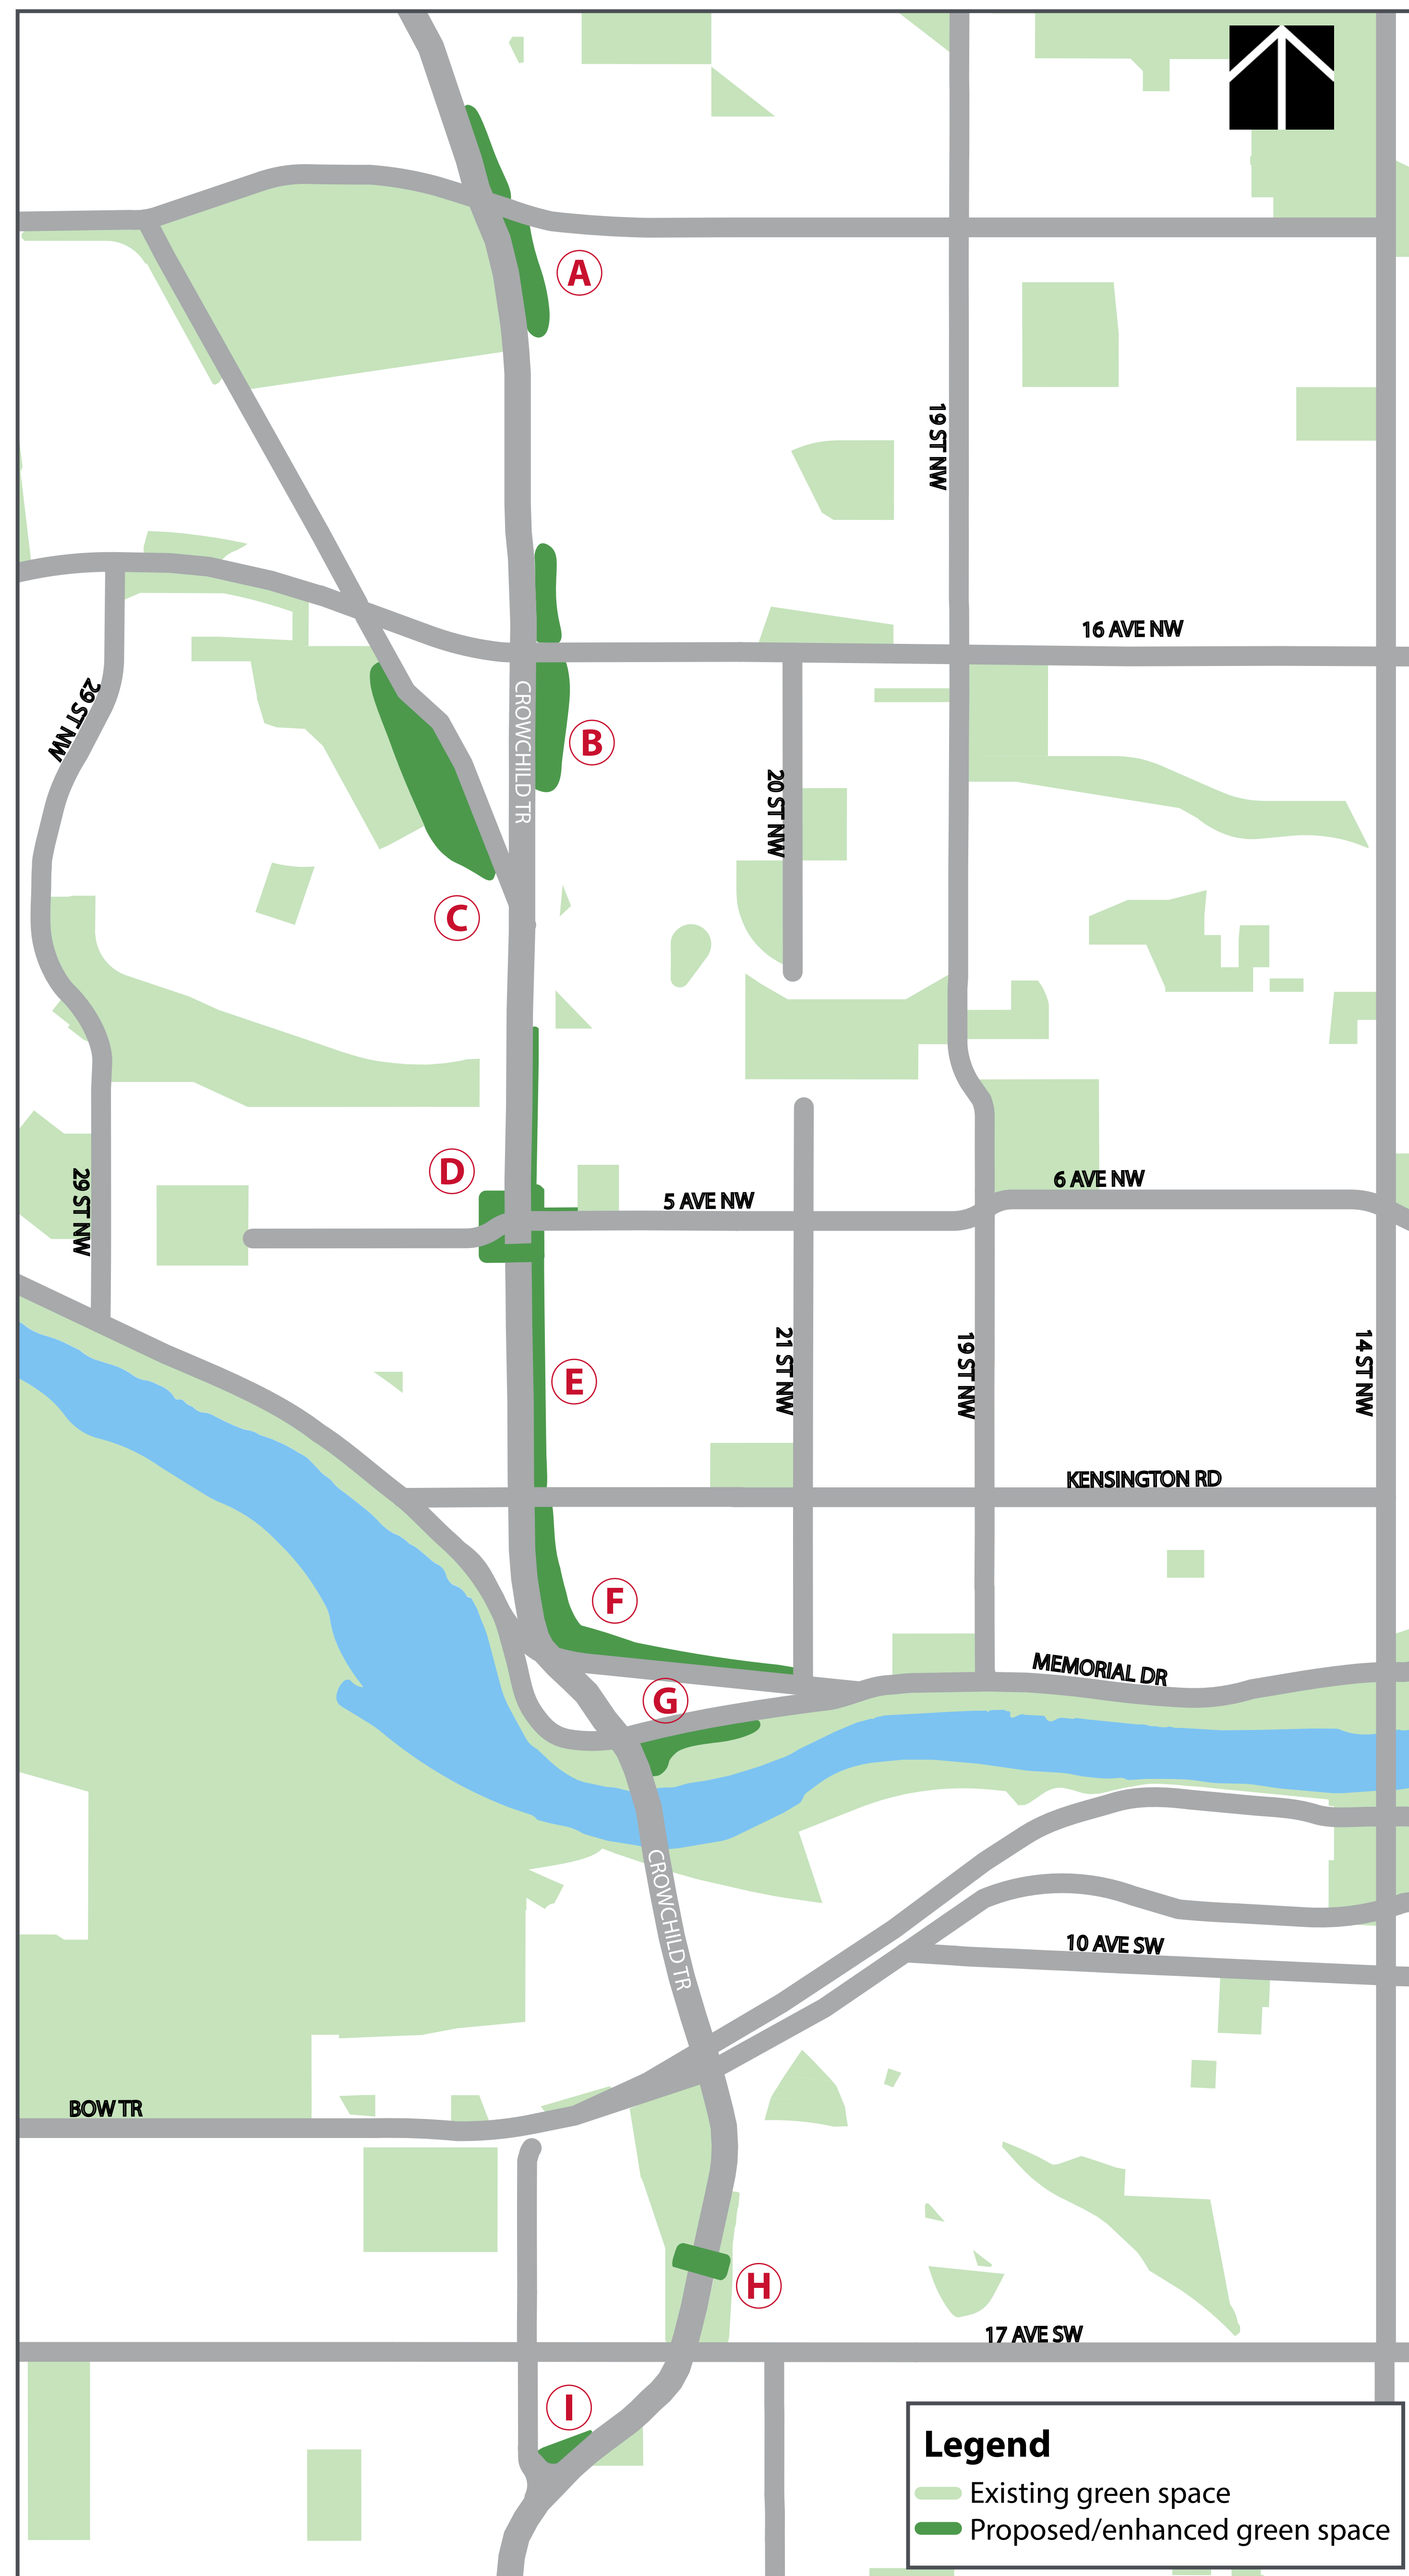 A
19 ST NW
16 AVE NW
29 ST NW
CROWCHILD TR
B
20 ST NW
C
D
29 ST NW
5 AVE NW
6 AVE NW
E
21 ST NW
19 ST NW
14 ST NW
KENSINGTON RD
F
MEMORIAL DR
G
CROWCHILD TR
10 AVE SW
BOW TR
H
17 AVE SW
I
Legend
Existing green space
Proposed/enhanced green space